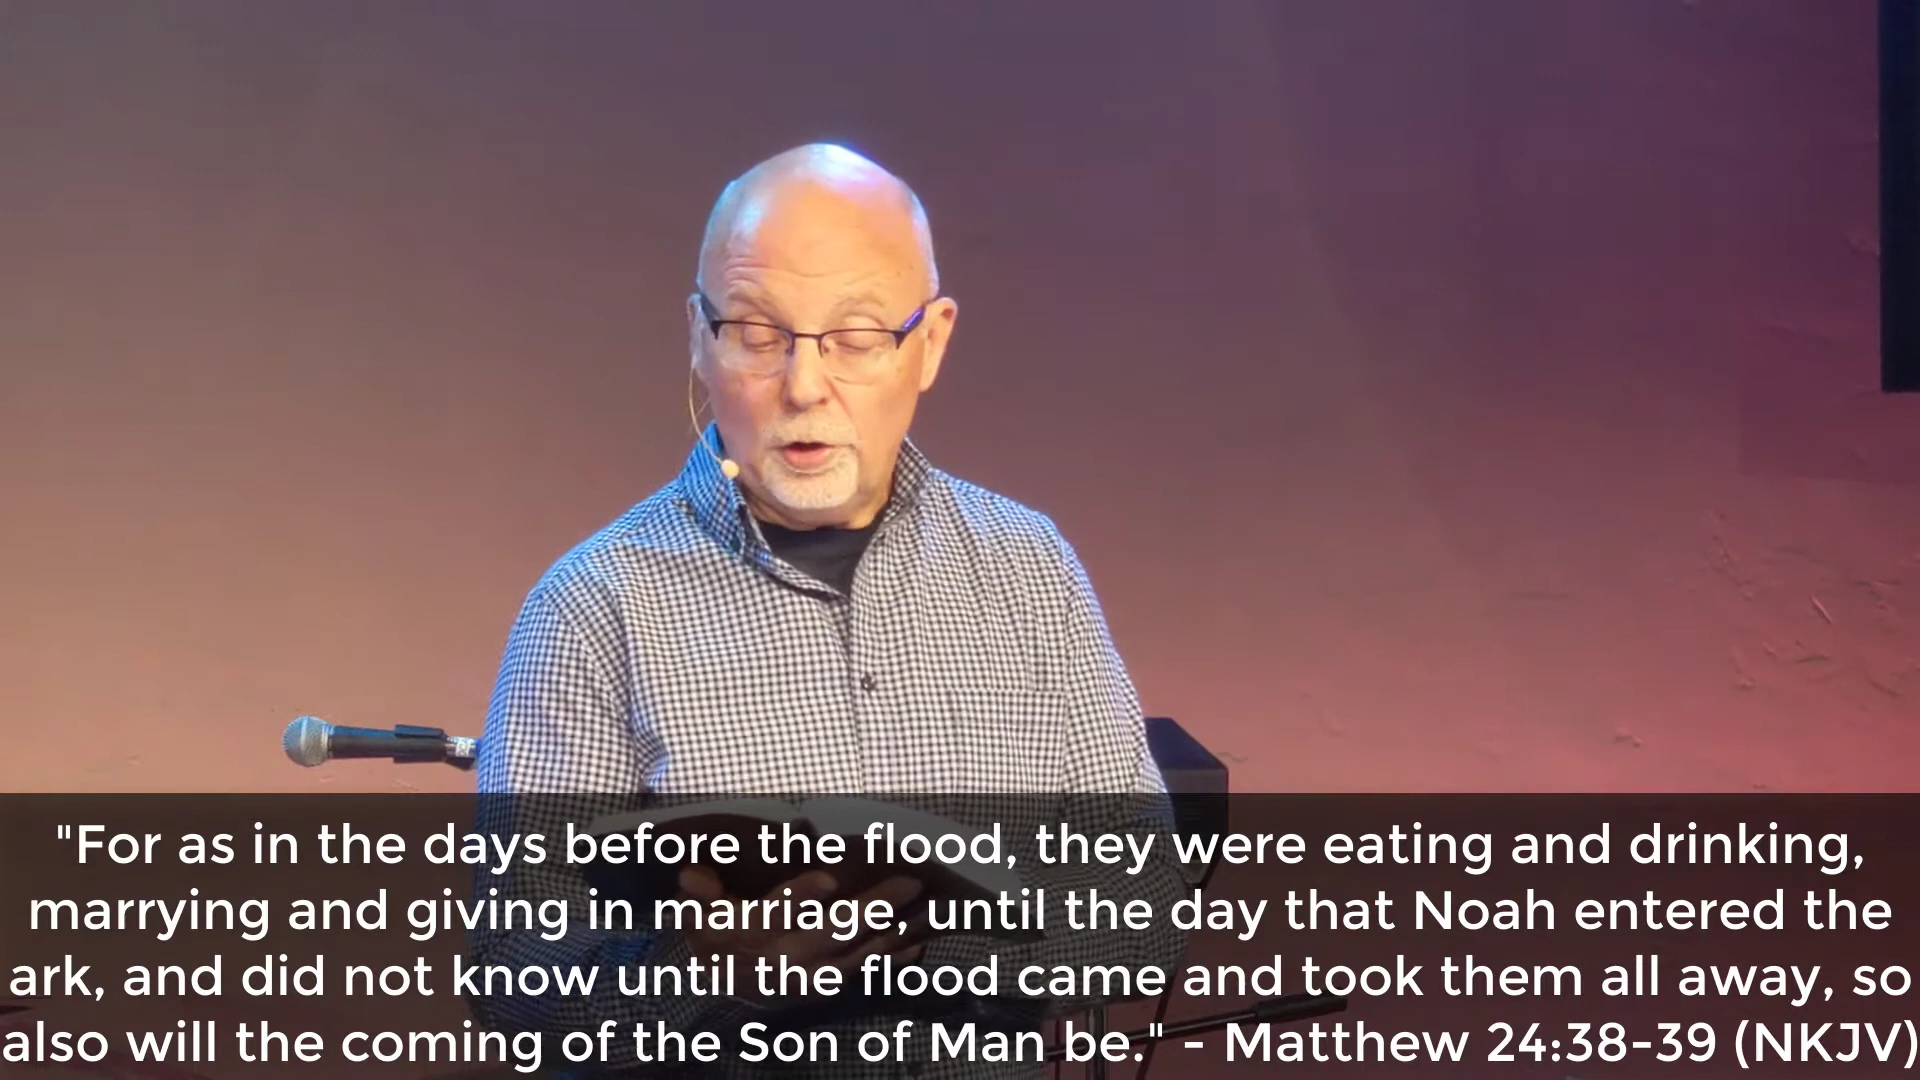 "For as in the days before the flood, they were eating and drinking,
marrying and giving in marriage, until the day that Noah entered the
ark, and did not know until the flood came and took them all away, so
also will the coming of the Son of Man be." - Matthew 24:38-39 (NKJV)